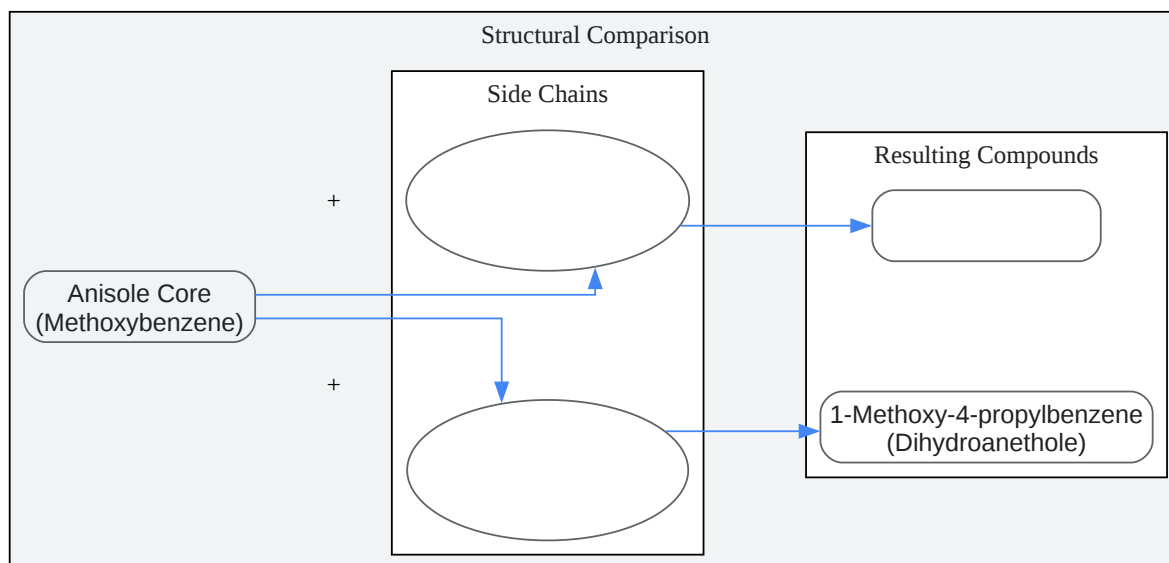 Structural Comparison
Side Chains
Resulting Compounds
+
Anisole Core
(Methoxybenzene)
+
1-Methoxy-4-propylbenzene
(Dihydroanethole)